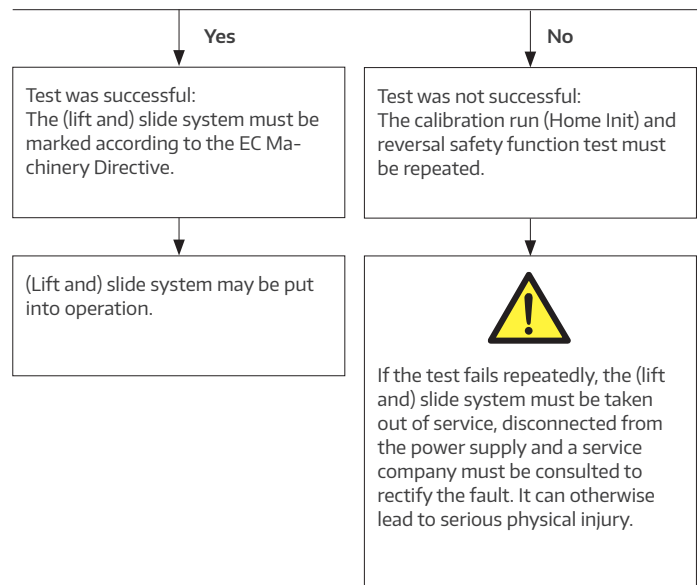 Yes
No
Test was successful:
The (lift and) slide system must be
marked according to the EC Ma-
chinery Directive.
Test was not successful:
The calibration run (Home Init) and
reversal safety function test must
be repeated.
(Lift and) slide system may be put
into operation.
If the test fails repeatedly, the (lift
and) slide system must be taken
out of service, disconnected from
the power supply and a service
company must be consulted to
rectify the fault. It can otherwise
lead to serious physical injury.